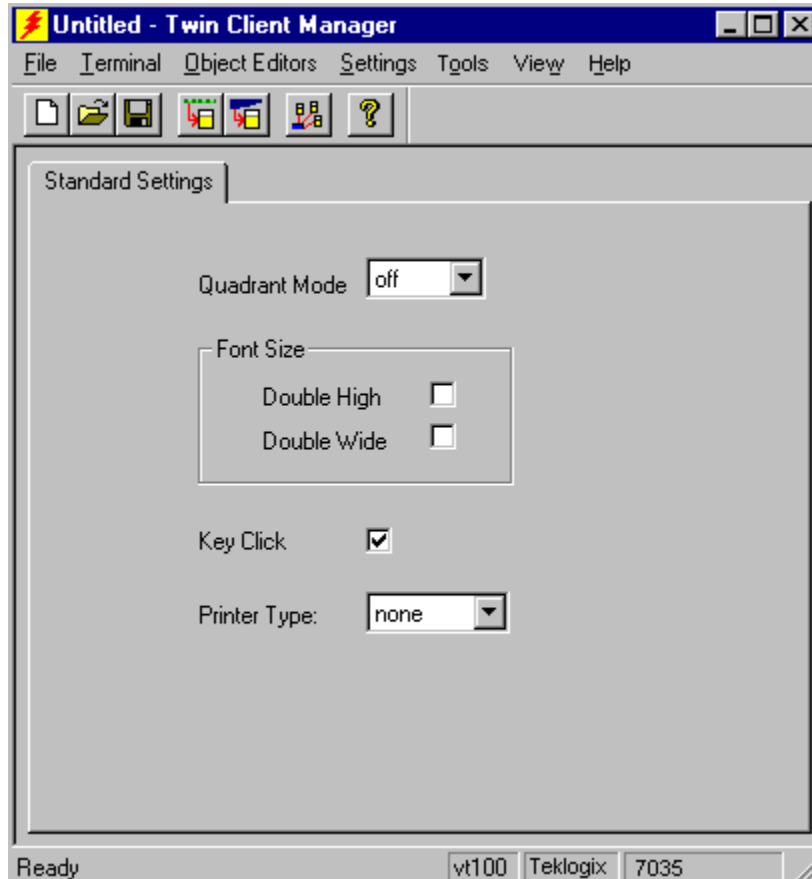 Untitled - Twin Client Manager
File Terminal Object Editors Settings Tools View Help
Standard Settings
Quadrant Mode off
Font Size
Double High
Double Wide
Key Click
Printer Type: none
Ready vt100 Teklogix 7035